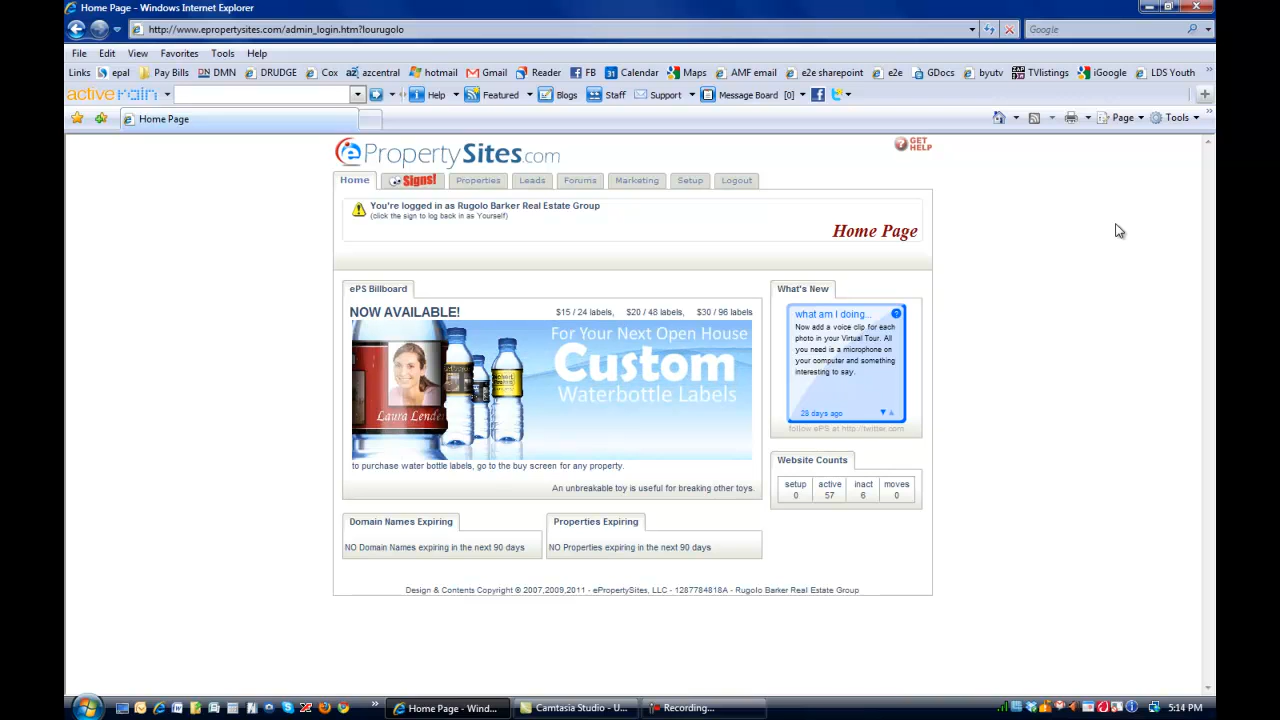 Home Page - Windows Internet Explorer
http://www.epropertysites.com/admin_login.htm?lourugolo
Google
File Edit View Favorites Tools Help
Links epal Pay Bills DN DMN DRUDGE Cox azcentral hotmail Gmail Reader FB Calendar Maps AMF email e2e sharepoint e2e GDocs byutv TVlistings iGoogle LDS Youth
activerain Help Featured Blogs Staff Support Message Board [0]
Home Page
Page Tools
ePropertySites.com
GET HELP
Home Signs! Properties Leads Forums Marketing Setup Logout
You're logged in as Rugolo Barker Real Estate Group
(click the sign to log back in as Yourself)
Home Page
ePS Billboard
NOW AVAILABLE! $15 / 24 labels, $20 / 48 labels, $30 / 96 labels
For Your Next Open House
Custom
Waterbottle Labels
Laura Lende
to purchase water bottle labels, go to the buy screen for any property.
An unbreakable toy is useful for breaking other toys.
What's New
what am I doing...
Now add a voice clip for each
photo in your Virtual Tour. All
you need is a microphone on
your computer and something
interesting to say.
28 days ago
follow ePS at http://twitter.com
Website Counts
setup active inact moves
0 57 6 0
Domain Names Expiring
NO Domain Names expiring in the next 90 days
Properties Expiring
NO Properties expiring in the next 90 days
Design & Contents Copyright © 2007,2009,2011 - ePropertySites, LLC - 1287784818A - Rugolo Barker Real Estate Group
Home Page - Wind... Camtasia Studio - U... Recording...
5:14 PM